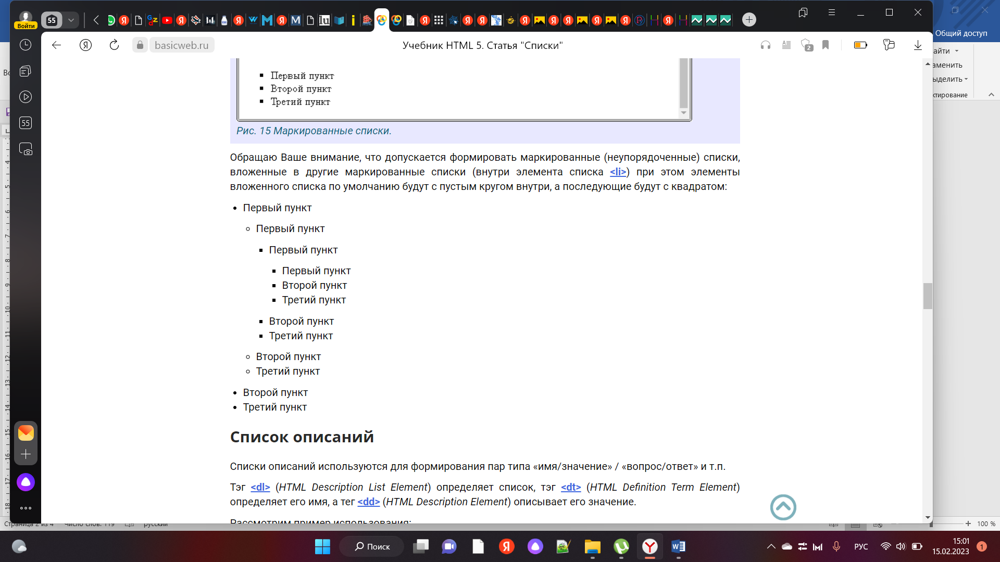 55
Войти
basicweb.ru
Учебник HTML 5. Статья "Списки"
2
Общий доступ
55
Первый пункт
Второй пункт
Третий пункт
Рис. 15 Маркированные списки.
Обращаю Ваше внимание, что допускается формировать маркированные (неупорядоченные) списки,
вложенные в другие маркированные списки (внутри элемента списка <li>) при этом элементы
вложенного списка по умолчанию будут с пустым кругом внутри, а последующие будут с квадратом:
Первый пункт
Первый пункт
Первый пункт
Первый пункт
Второй пункт
Третий пункт
Второй пункт
Третий пункт
Второй пункт
Третий пункт
Второй пункт
Третий пункт
Список описаний
Списки описаний используются для формирования пар типа «имя/значение» / «вопрос/ответ» и т.п.
Тэг <dl> (HTML Description List Element) определяет список, тэг <dt> (HTML Definition Term Element)
определяет его имя, а тег <dd> (HTML Description Element) описывает его значение.
Рассмотрим пример использования:
Страница 2 из 4 Число слов: 119 русский
100 %
Поиск
РУС
15:01
15.02.2023
1